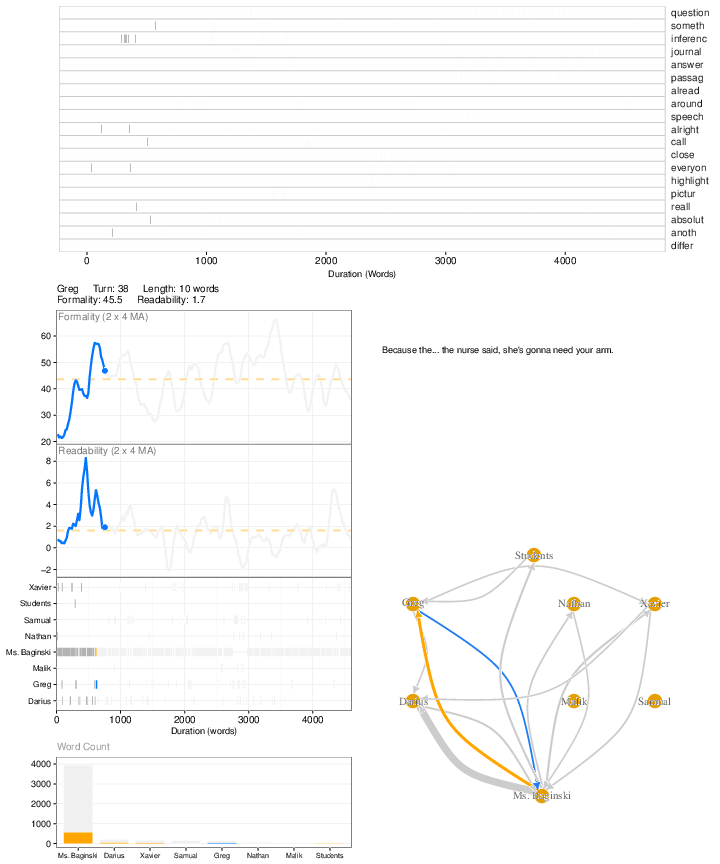 question
someth
inferenc
journal
answer
passag
alread
around
speech
alright
call
close
everyon
highlight
pictur
reall
absolut
anoth
differ
0 1000 2000 3000 4000
Duration (Words)
Greg Turn: 38 Length: 10 words
Formality: 45.5 Readability: 1.7
Formality (2 x 4 MA)
60
50
40
30
20
Because the... the nurse said, she's gonna need your arm.
Readability (2 x 4 MA)
8
6
4
2
0
−2
Xavier
Students
Samual
Nathan
Ms. Baginski
Malik
Greg
Darius
0 1000 2000 3000 4000
Duration (words)
Students
Greg Nathan Xavier
Darius Malik Samual
Ms. Baginski
Word Count
4000
3000
2000
1000
0
Ms. Baginski Darius Xavier Samual Greg Nathan Malik Students